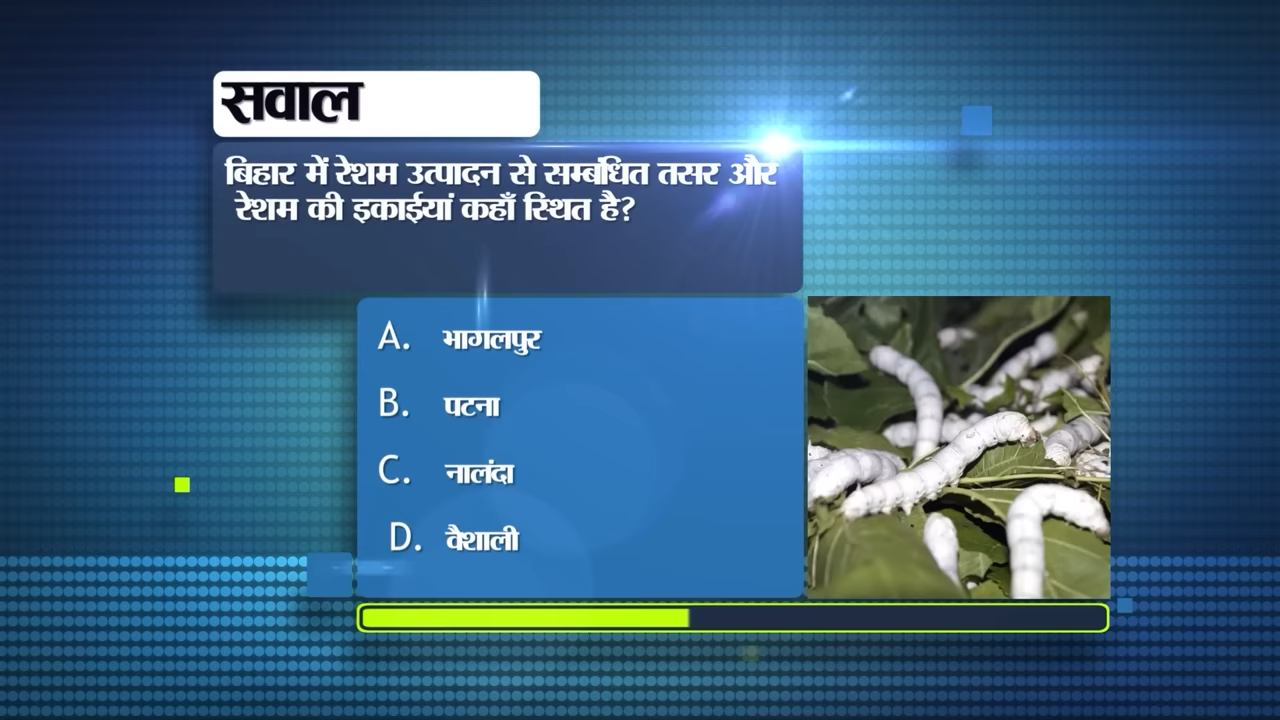 सवाल
बिहार में रेशम उत्पादन से सम्बंधित तसर और
रेशम की इकाईयां कहाँ स्थित है?
A. भागलपुर
B. पटना
C. नालंदा
D. वैशाली